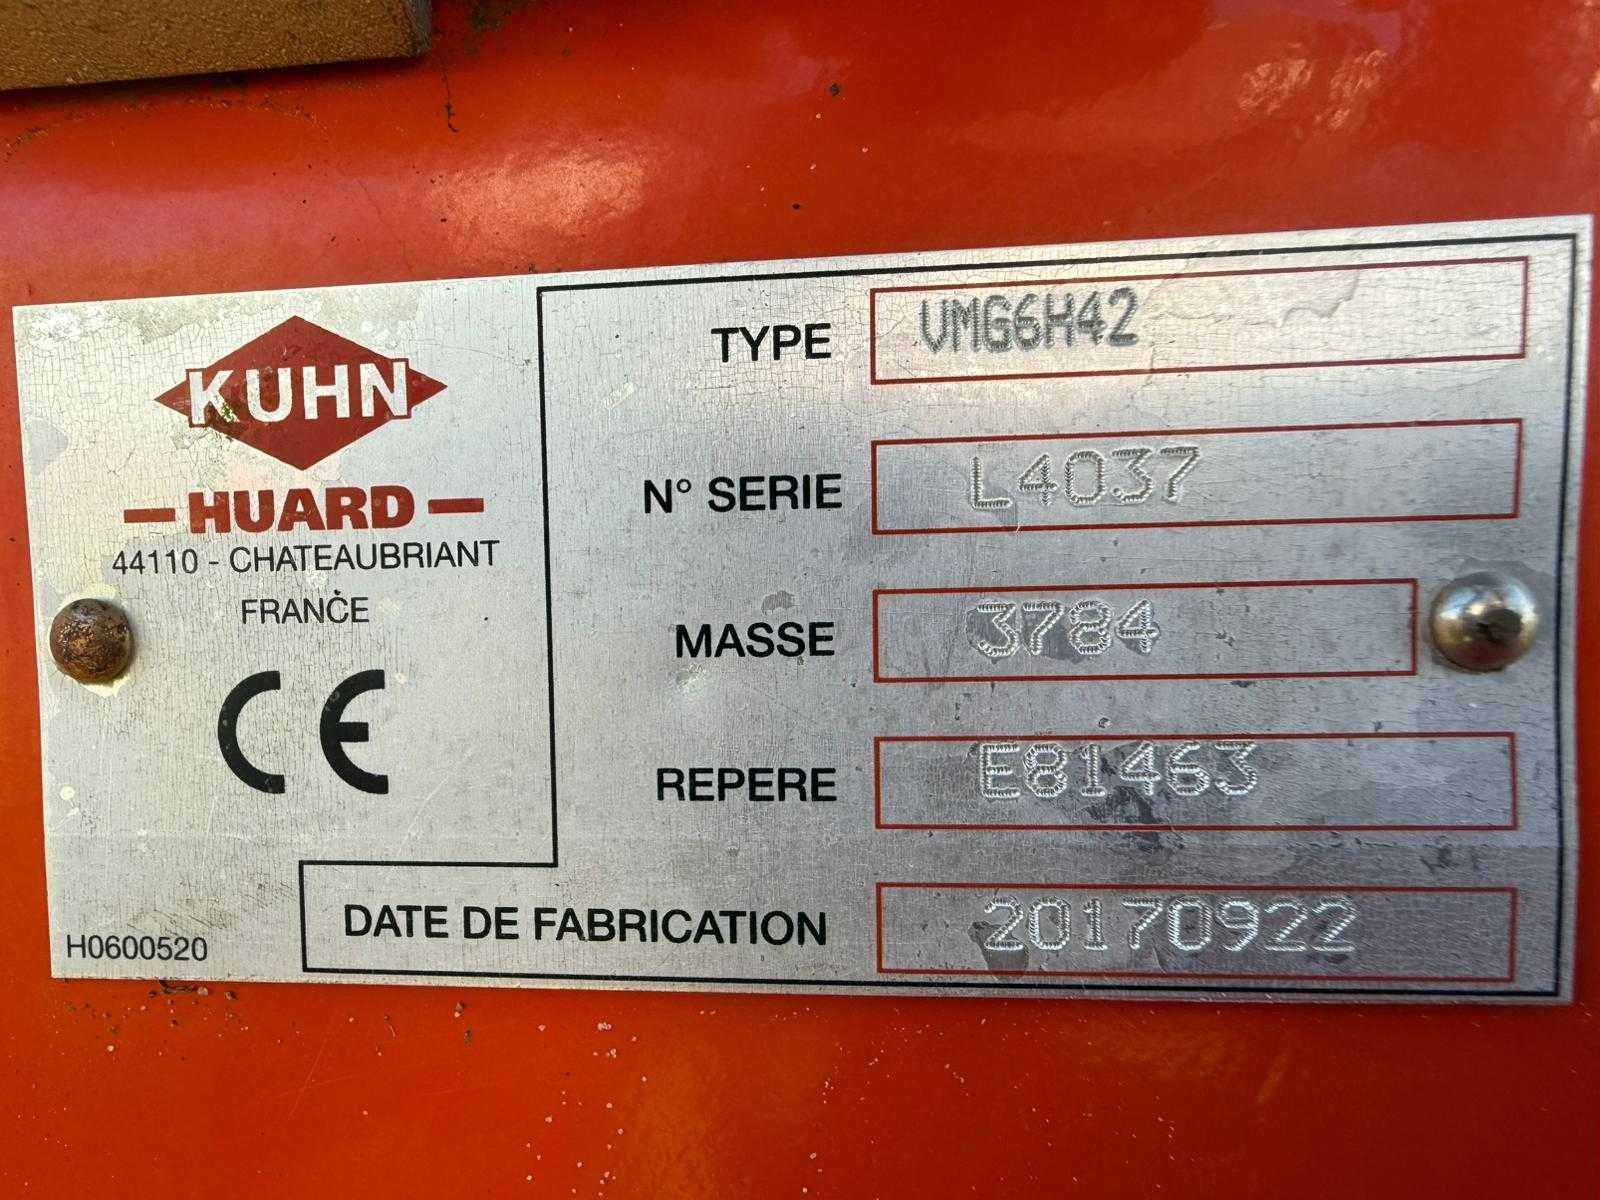 KUHN
HUARD
44110 - CHATEAUBRIANT
FRANCE
CE
H0600520
TYPE VMG6H42
N° SERIE L4037
MASSE 3784
REPERE E81463
DATE DE FABRICATION 20170922